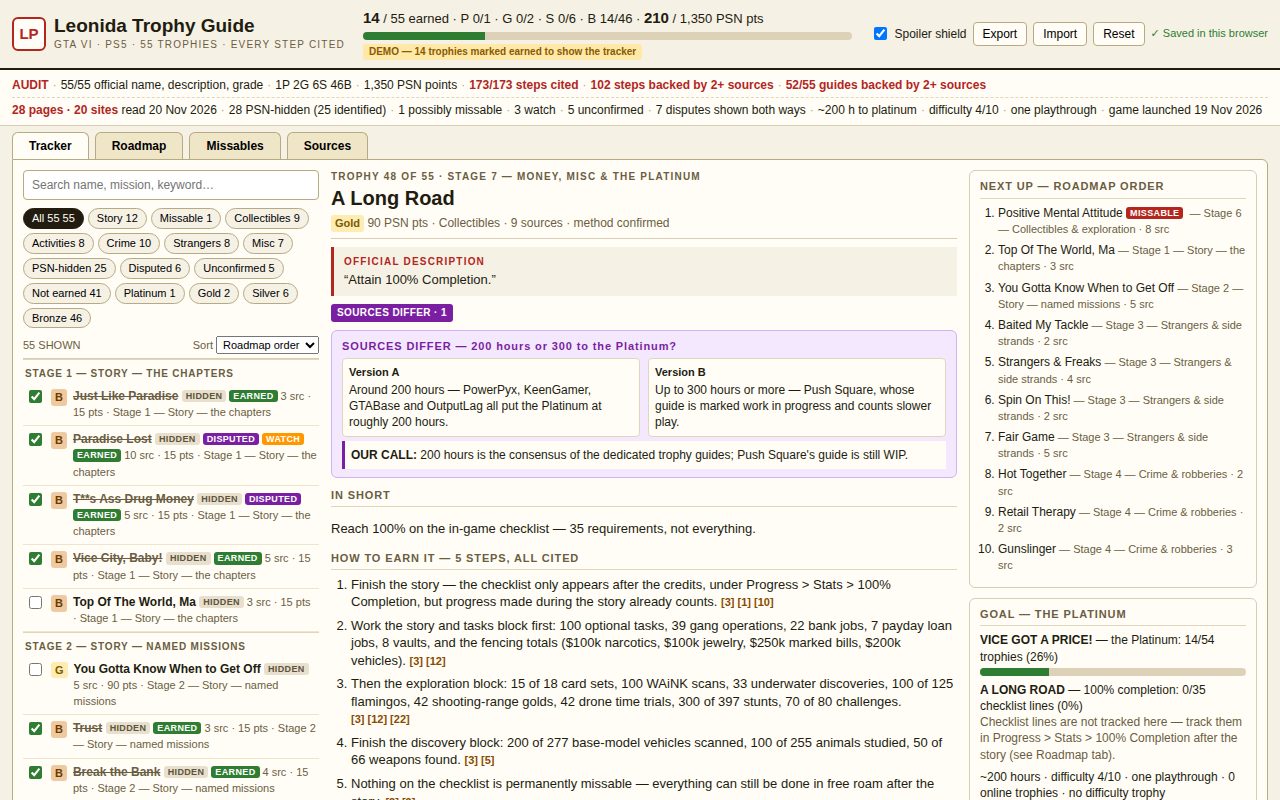 LP
Leonida Trophy Guide
GTA VI · PS5 · 55 TROPHIES · EVERY STEP CITED
14 / 55 earned · P 0/1 · G 0/2 · S 0/6 · B 14/46 · 210 / 1,350 PSN pts
DEMO — 14 trophies marked earned to show the tracker
Spoiler shield
Export
Import
Reset
✓ Saved in this browser
AUDIT · 55/55 official name, description, grade · 1P 2G 6S 46B · 1,350 PSN points · 173/173 steps cited · 102 steps backed by 2+ sources · 52/55 guides backed by 2+ sources
28 pages · 20 sites read 20 Nov 2026 · 28 PSN-hidden (25 identified) · 1 possibly missable · 3 watch · 5 unconfirmed · 7 disputes shown both ways · ~200 h to platinum · difficulty 4/10 · one playthrough · game launched 19 Nov 2026
Tracker
Roadmap
Missables
Sources
Search name, mission, keyword…
All 55 55
Story 12
Missable 1
Collectibles 9
Activities 8
Crime 10
Strangers 8
Misc 7
PSN-hidden 25
Disputed 6
Unconfirmed 5
Not earned 41
Platinum 1
Gold 2
Silver 6
Bronze 46
55 SHOWN
Sort Roadmap order
STAGE 1 — STORY — THE CHAPTERS
B Just Like Paradise HIDDEN EARNED 3 src ·
15 pts · Stage 1 — Story — the chapters
B Paradise Lost HIDDEN DISPUTED WATCH
EARNED 10 src · 15 pts · Stage 1 — Story — the
chapters
B T**s Ass Drug Money HIDDEN DISPUTED
EARNED 5 src · 15 pts · Stage 1 — Story — the
chapters
B Vice City, Baby! HIDDEN EARNED 5 src · 15
pts · Stage 1 — Story — the chapters
B Top Of The World, Ma HIDDEN 3 src · 15 pts
· Stage 1 — Story — the chapters
STAGE 2 — STORY — NAMED MISSIONS
G You Gotta Know When to Get Off HIDDEN
5 src · 90 pts · Stage 2 — Story — named
missions
B Trust HIDDEN EARNED 3 src · 15 pts · Stage 2
— Story — named missions
B Break the Bank HIDDEN EARNED 4 src · 15
pts · Stage 2 — Story — named missions
TROPHY 48 OF 55 · STAGE 7 — MONEY, MISC & THE PLATINUM
A Long Road
Gold 90 PSN pts · Collectibles · 9 sources · method confirmed
OFFICIAL DESCRIPTION
“Attain 100% Completion.”
SOURCES DIFFER · 1
SOURCES DIFFER — 200 hours or 300 to the Platinum?
Version A
Around 200 hours — PowerPyx, KeenGamer,
GTABase and OutputLag all put the Platinum at
roughly 200 hours.
Version B
Up to 300 hours or more — Push Square, whose
guide is marked work in progress and counts slower
play.
OUR CALL: 200 hours is the consensus of the dedicated trophy guides; Push Square's guide is still WIP.
IN SHORT
Reach 100% on the in-game checklist — 35 requirements, not everything.
HOW TO EARN IT — 5 STEPS, ALL CITED
1. Finish the story — the checklist only appears after the credits, under Progress > Stats > 100%
Completion, but progress made during the story already counts. [3] [1] [10]
2. Work the story and tasks block first: 100 optional tasks, 39 gang operations, 22 bank jobs, 7 payday loan
jobs, 8 vaults, and the fencing totals ($100k narcotics, $100k jewelry, $250k marked bills, $200k
vehicles). [3] [12]
3. Then the exploration block: 15 of 18 card sets, 100 WAiNK scans, 33 underwater discoveries, 100 of 125
flamingos, 42 shooting-range golds, 42 drone time trials, 300 of 397 stunts, 70 of 80 challenges.
[3] [12] [22]
4. Finish the discovery block: 200 of 277 base-model vehicles scanned, 100 of 255 animals studied, 50 of
66 weapons found. [3] [5]
5. Nothing on the checklist is permanently missable — everything can still be done in free roam after the
NEXT UP — ROADMAP ORDER
1. Positive Mental Attitude MISSABLE — Stage 6
— Collectibles & exploration · 8 src
2. Top Of The World, Ma — Stage 1 — Story — the
chapters · 3 src
3. You Gotta Know When to Get Off — Stage 2 —
Story — named missions · 5 src
4. Baited My Tackle — Stage 3 — Strangers & side
strands · 2 src
5. Strangers & Freaks — Stage 3 — Strangers &
side strands · 4 src
6. Spin On This! — Stage 3 — Strangers & side
strands · 2 src
7. Fair Game — Stage 3 — Strangers & side
strands · 5 src
8. Hot Together — Stage 4 — Crime & robberies · 2
src
9. Retail Therapy — Stage 4 — Crime & robberies ·
2 src
10. Gunslinger — Stage 4 — Crime & robberies · 3
src
GOAL — THE PLATINUM
VICE GOT A PRICE! — the Platinum: 14/54
trophies (26%)
A LONG ROAD — 100% completion: 0/35
checklist lines (0%)
Checklist lines are not tracked here — track them
in Progress > Stats > 100% Completion after the
story (see Roadmap tab).
~200 hours · difficulty 4/10 · one playthrough · 0
online trophies · no difficulty trophy